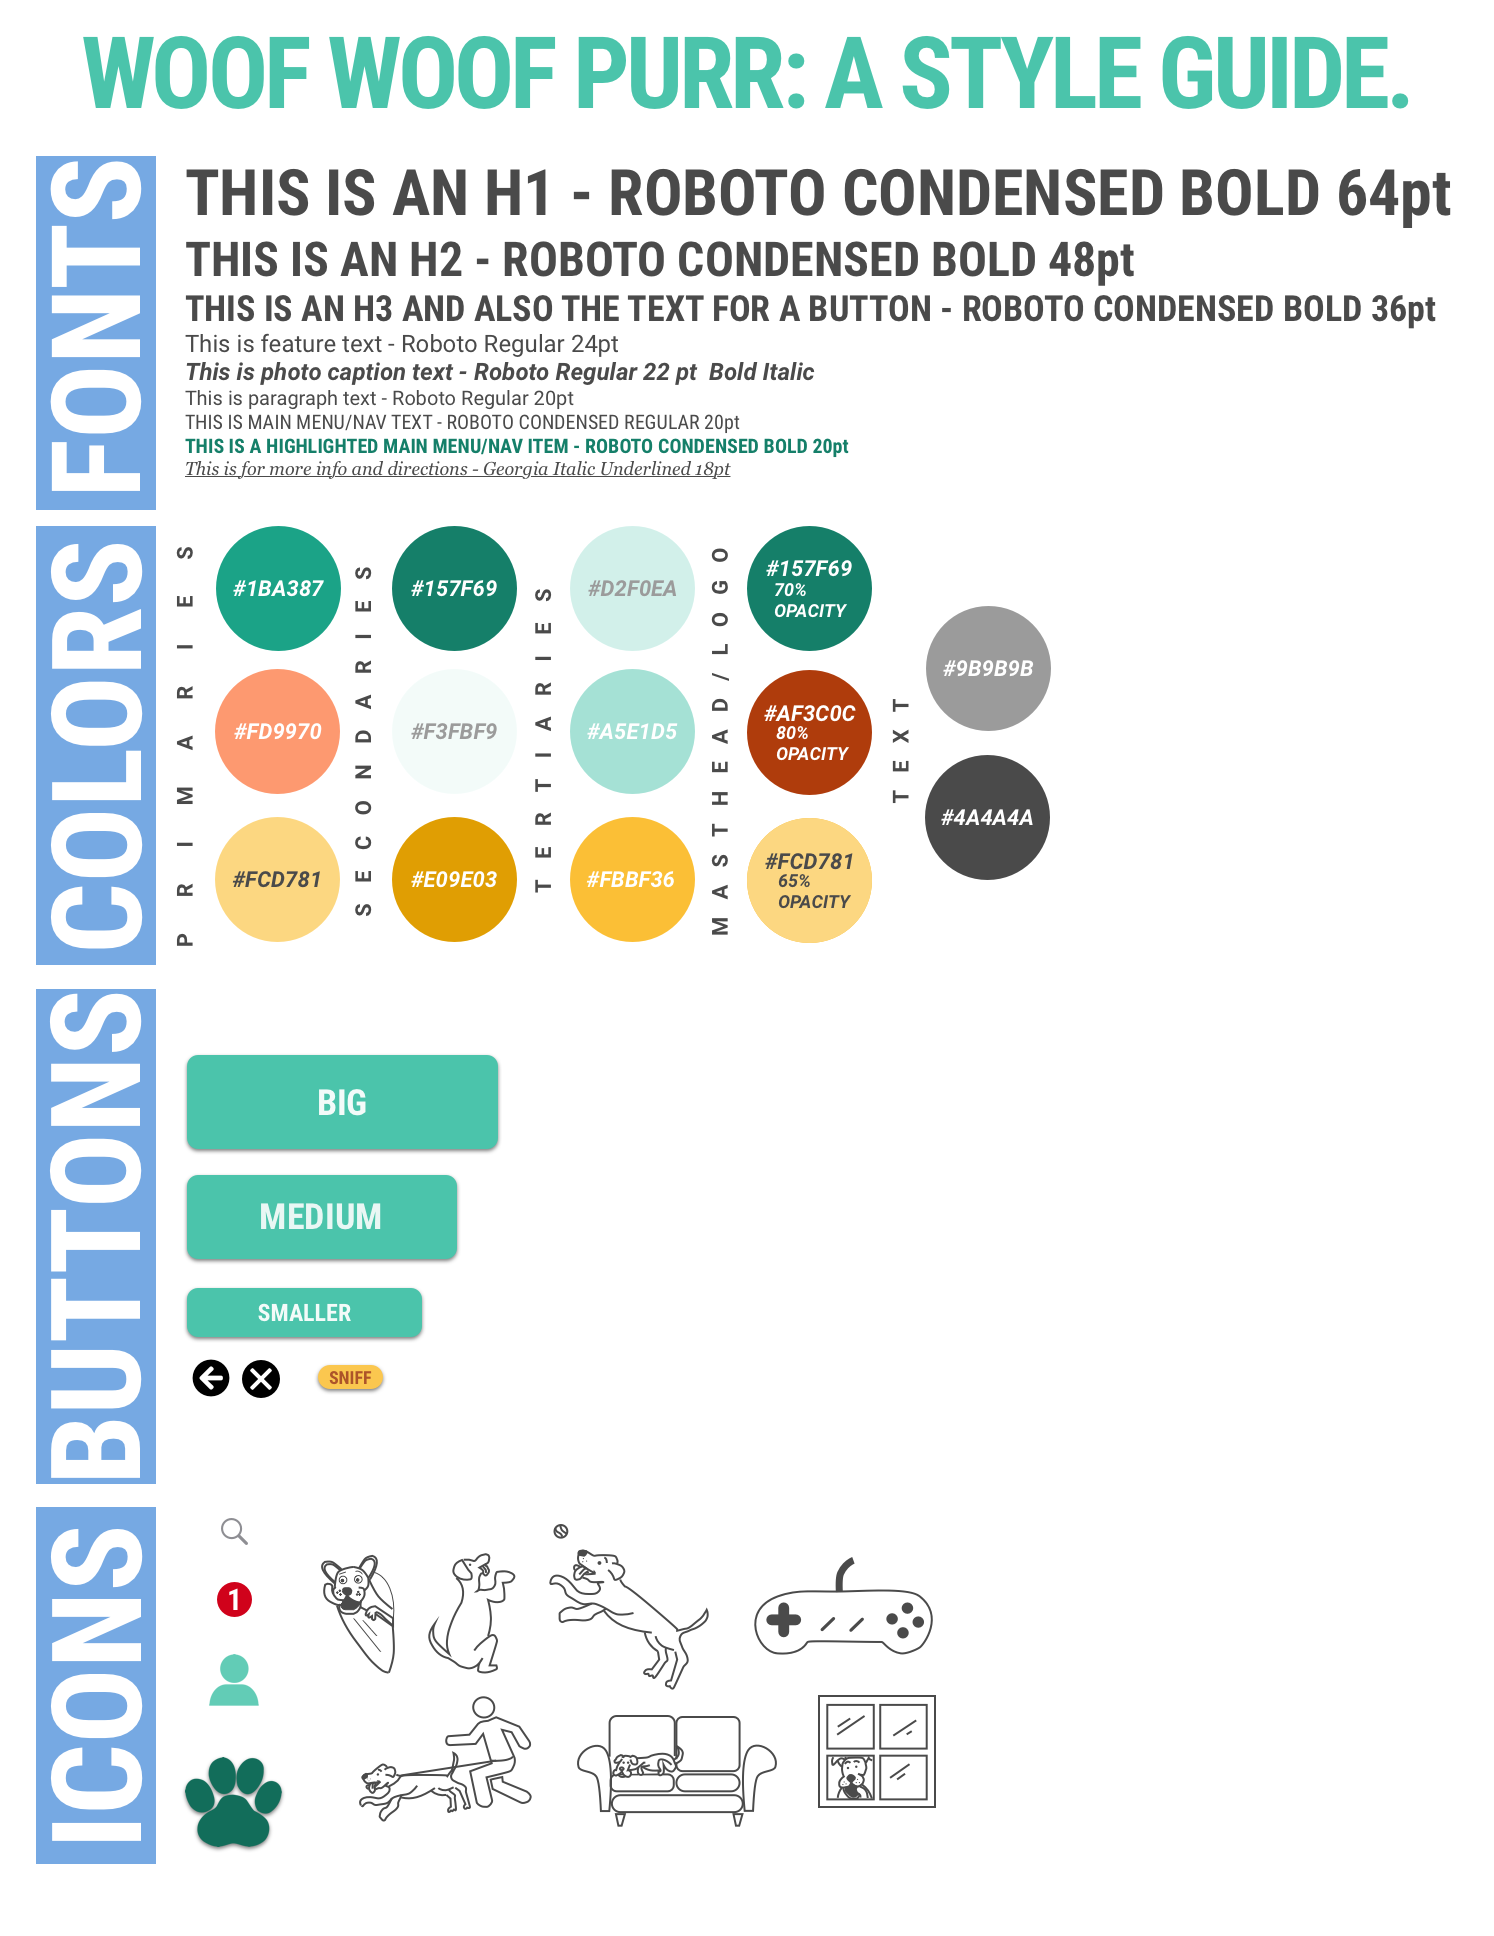 WOOF WOOF PURR: A STYLE GUIDE.
FONTS
THIS IS AN H1 - ROBOTO CONDENSED BOLD 64pt
THIS IS AN H2 - ROBOTO CONDENSED BOLD 48pt
THIS IS AN H3 AND ALSO THE TEXT FOR A BUTTON - ROBOTO CONDENSED BOLD 36pt
This is feature text - Roboto Regular 24pt
This is photo caption text - Roboto Regular 22 pt  Bold Italic
This is paragraph text - Roboto Regular 20pt
THIS IS MAIN MENU/NAV TEXT - ROBOTO CONDENSED REGULAR 20pt
THIS IS A HIGHLIGHTED MAIN MENU/NAV ITEM - ROBOTO CONDENSED BOLD 20pt
This is for more info and directions - Georgia Italic Underlined 18pt
COLORS
PRIMARIES
#1BA387
#FD9970
#FCD781
SECONDARIES
#157F69
#F3FBF9
#E09E03
TERTIARIES
#D2F0EA
#A5E1D5
#FBBF36
MASTHEAD/LOGO
#157F69
70%
OPACITY
#AF3C0C
80%
OPACITY
#FCD781
65%
OPACITY
TEXT
#9B9B9B
#4A4A4A
BUTTONS
BIG
MEDIUM
SMALLER
SNIFF
ICONS
1